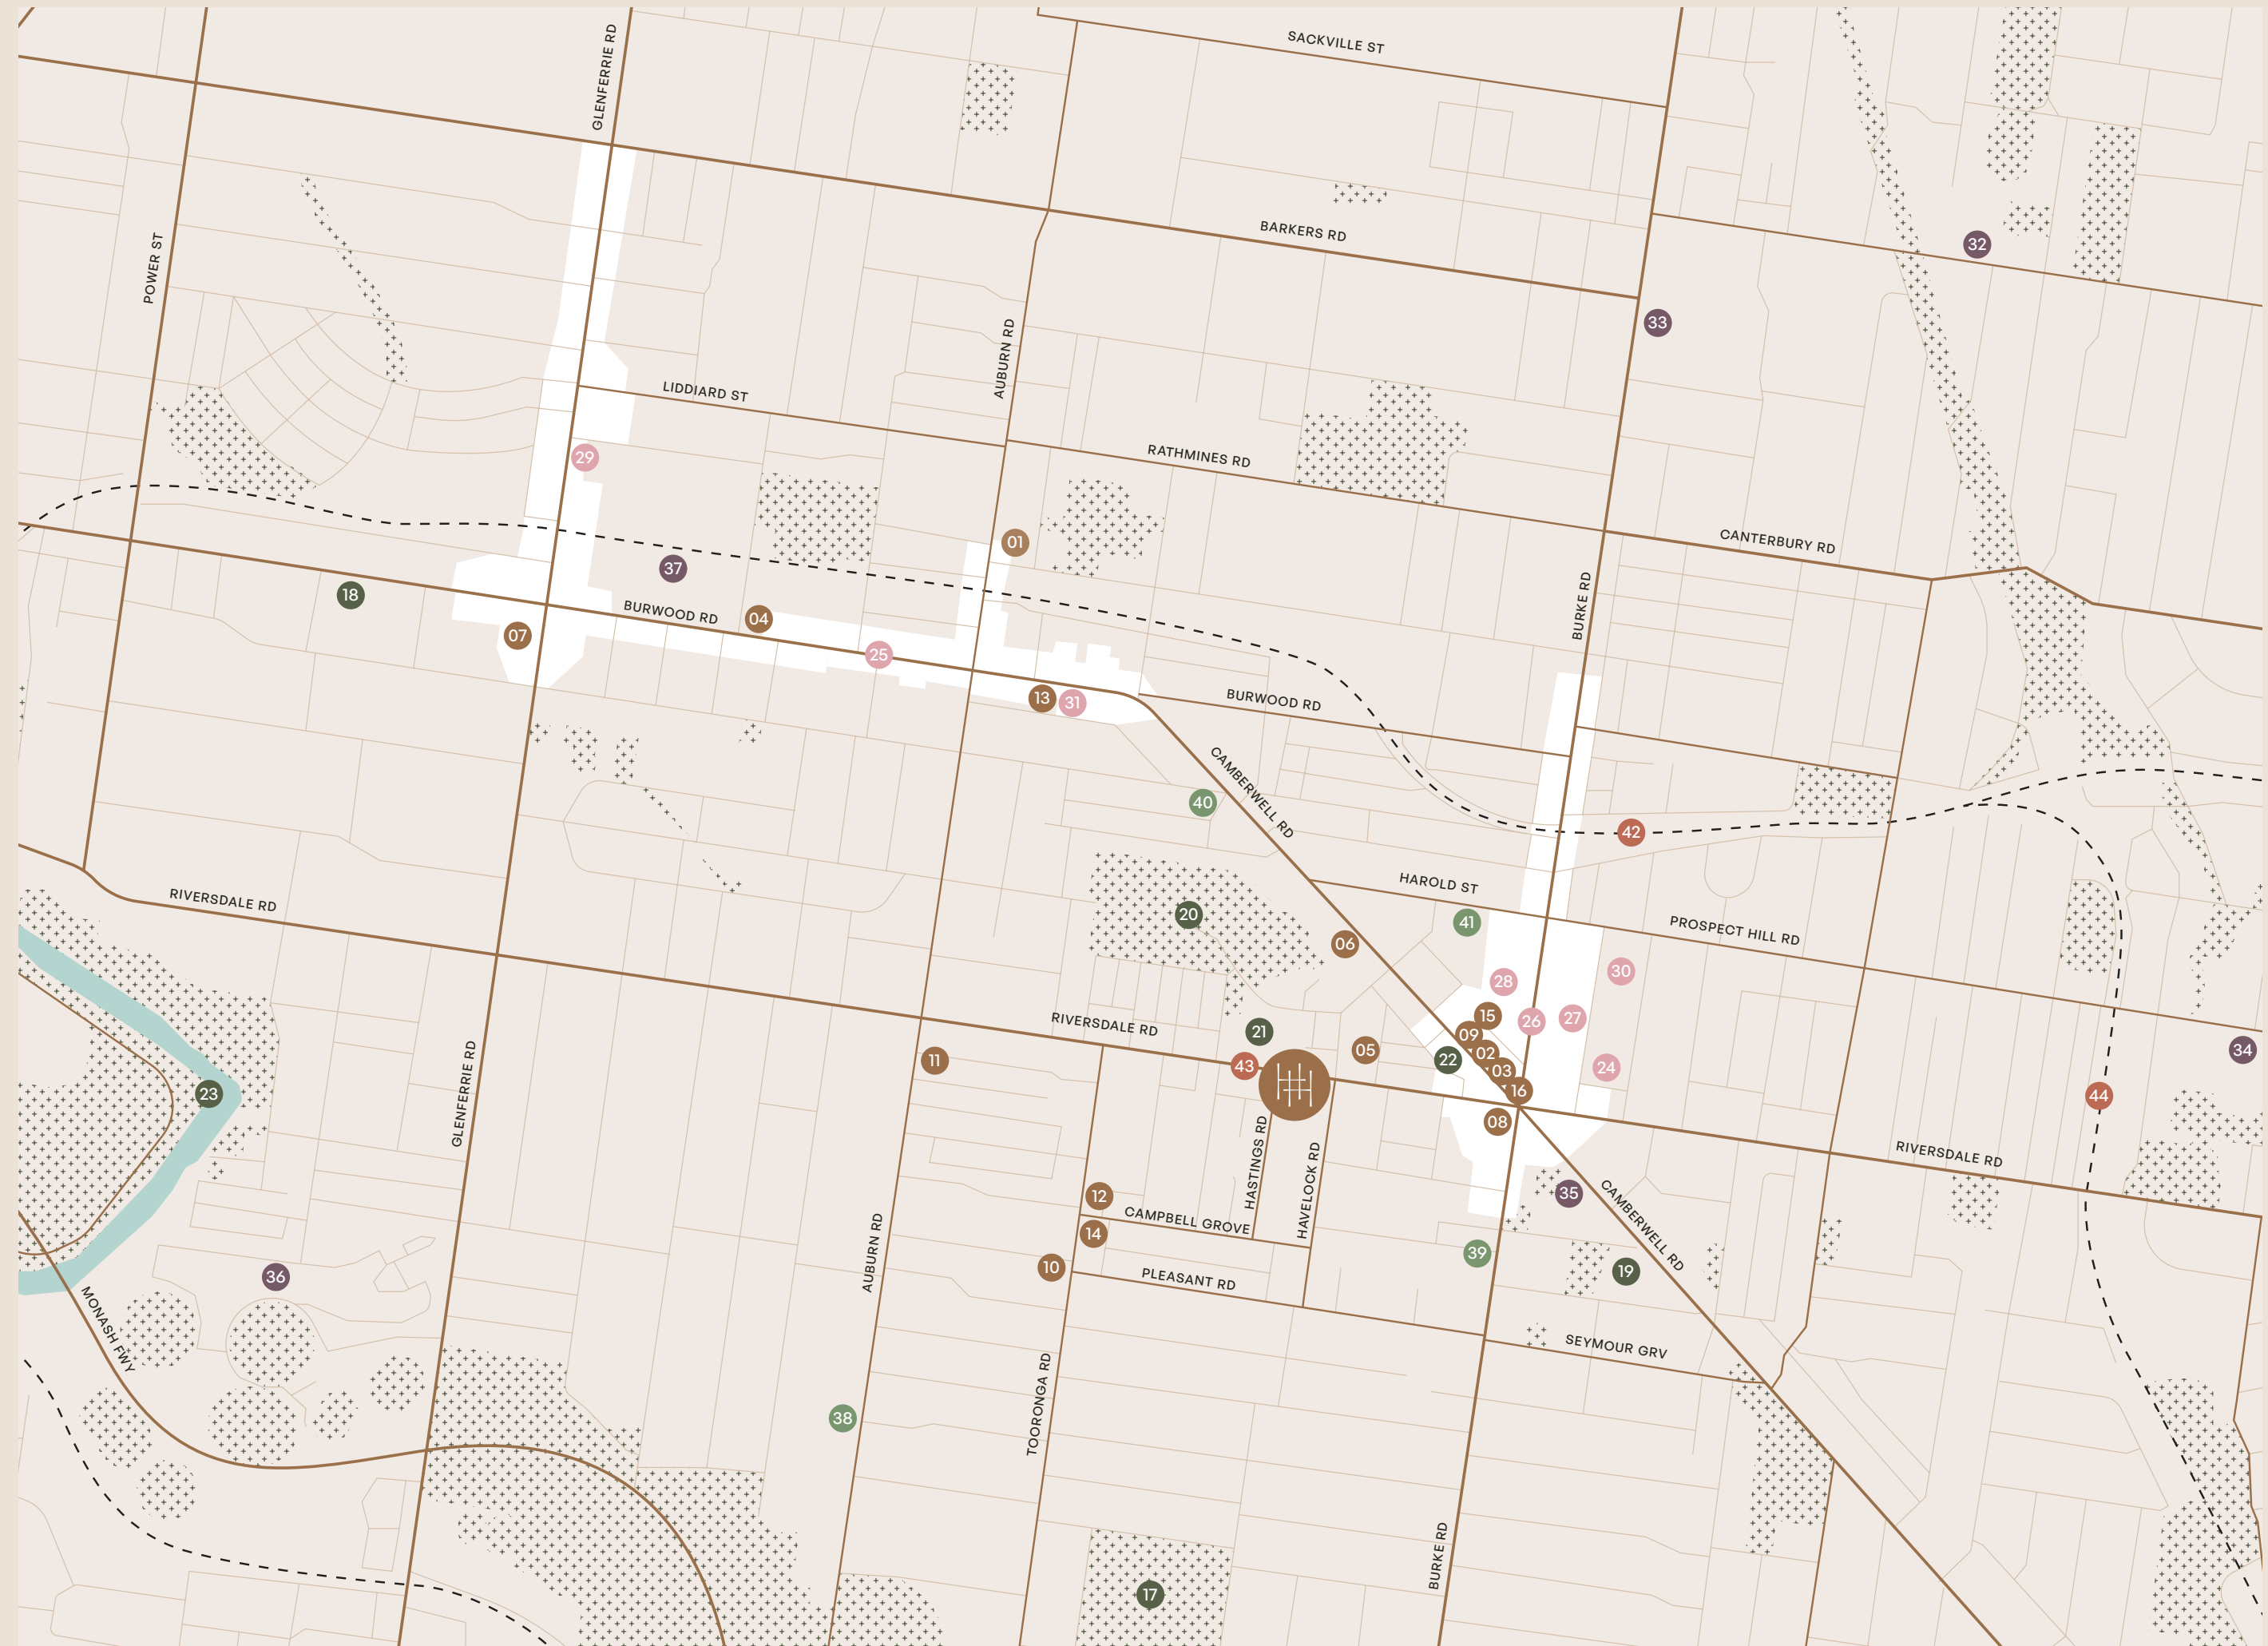 GLENFERRIE RD
SACKVILLE ST
POWER ST
BARKERS RD
32
33
AUBURN RD
LIDDIARD ST
29
RATHMINES RD
01
CANTERBURY RD
37
18
BURWOOD RD
04
BURKE RD
07
25
13
31
BURWOOD RD
CAMBERWELL RD
40
42
HAROLD ST
RIVERSDALE RD
20
41
PROSPECT HILL RD
06
28
30
15
26
27
RIVERSDALE RD
21
09
02
05
22
03
24
34
11
43
16
23
GLENFERRIE RD
44
08
HASTINGS RD
HAVELOCK RD
RIVERSDALE RD
12
35
CAMPBELL GROVE
CAMBERWELL RD
14
AUBURN RD
39
10
PLEASANT RD
19
36
MONASH FWY
SEYMOUR GRV
TOORONGA RD
38
BURKE RD
17